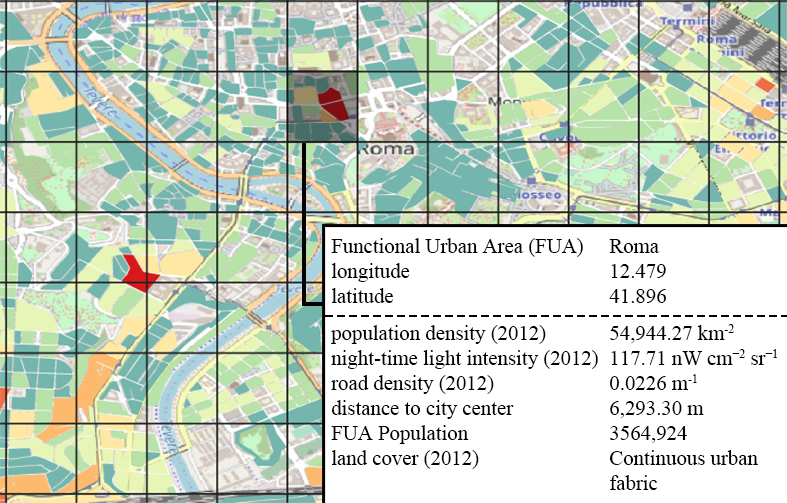 Repubblica
Termini
Roma
Tevere
Roma
Cavour
Vittorio
Tevere
Functional Urban Area (FUA) Roma
longitude 12.479
latitude 41.896
population density (2012) 54,944.27 km⁻²
night-time light intensity (2012) 117.71 nW cm⁻² sr⁻¹
road density (2012) 0.0226 m⁻¹
distance to city center 6,293.30 m
FUA Population 3564,924
land cover (2012) Continuous urban
fabric